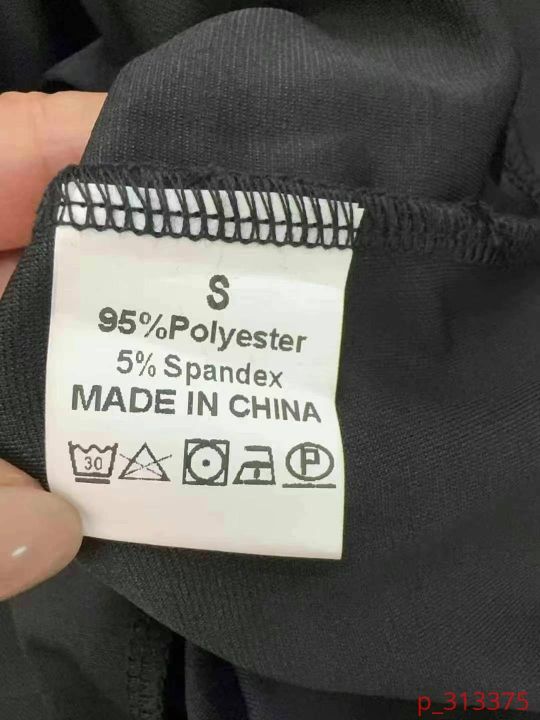 S
95%Polyester
5% Spandex
MADE IN CHINA
30
P
p_313375